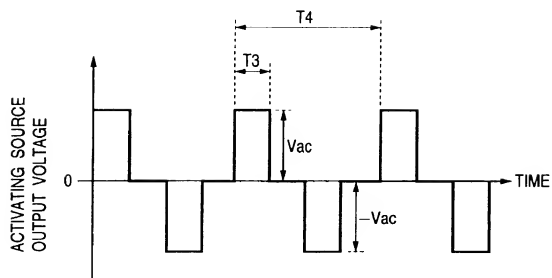 T4
T3
Vac
ACTIVATING SOURCE
OUTPUT VOLTAGE
0
TIME
-Vac